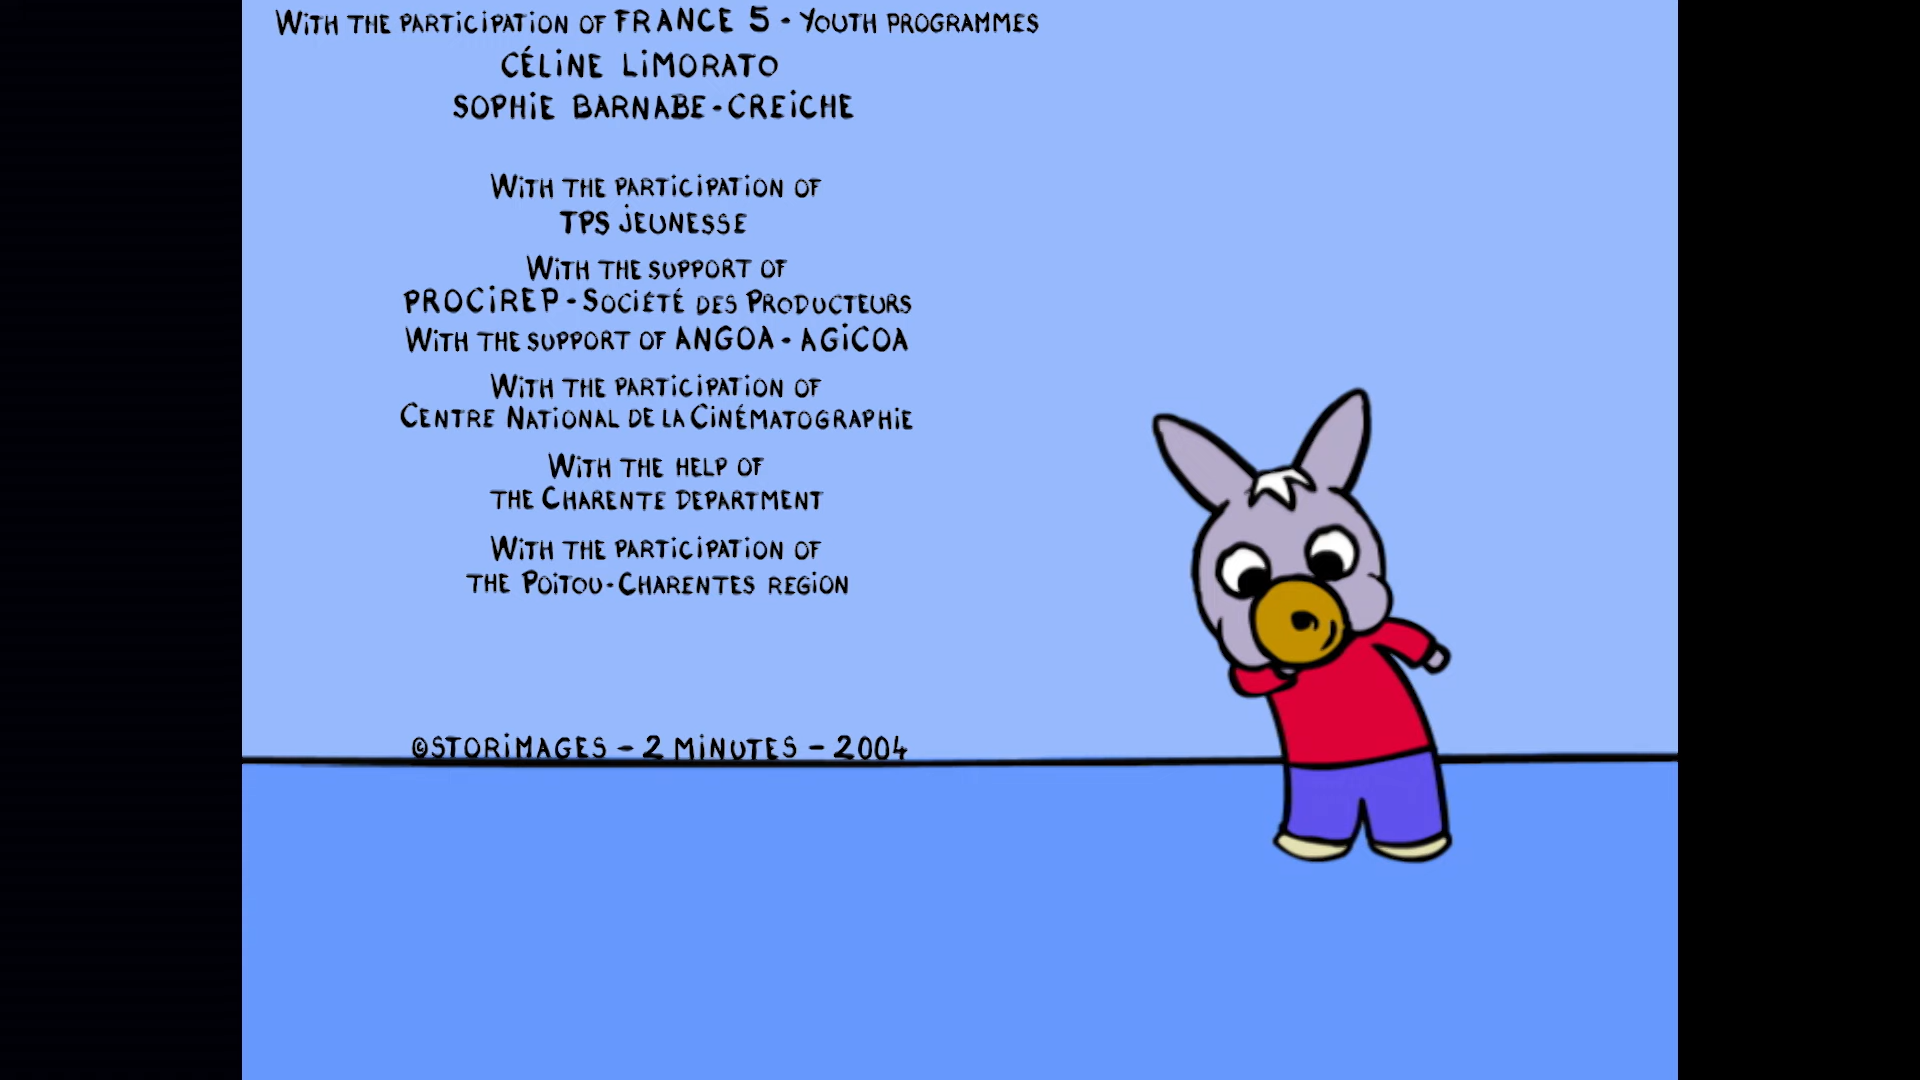 With the participation of FRANCE 5 - Youth programmes
CÉLINE LIMORATO
SOPHIE BARNABE-CREICHE
With the participation of
TPS JEUNESSE
With the support of
PROCIREP - Société des Producteurs
With the support of ANGOA - AGICOA
With the participation of
Centre National de la Cinématographie
With the help of
the Charente department
With the participation of
the Poitou-Charentes region
©STORIMAGES - 2 MINUTES - 2004